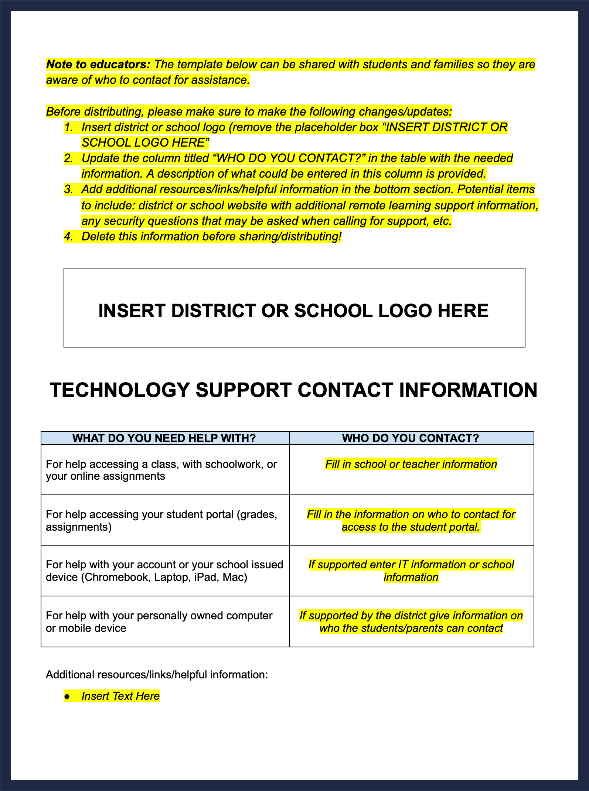 Note to educators: The template below can be shared with students and families so they are
aware of who to contact for assistance.
Before distributing, please make sure to make the following changes/updates:
1. Insert district or school logo (remove the placeholder box "INSERT DISTRICT OR
SCHOOL LOGO HERE"
2. Update the column titled "WHO DO YOU CONTACT?" in the table with the needed
information. A description of what could be entered in this column is provided.
3. Add additional resources/links/helpful information in the bottom section. Potential items
to include: district or school website with additional remote learning support information,
any security questions that may be asked when calling for support, etc.
4. Delete this information before sharing/distributing!
INSERT DISTRICT OR SCHOOL LOGO HERE
TECHNOLOGY SUPPORT CONTACT INFORMATION
WHAT DO YOU NEED HELP WITH?
WHO DO YOU CONTACT?
For help accessing a class, with schoolwork, or
your online assignments
Fill in school or teacher information
For help accessing your student portal (grades,
assignments)
Fill in the information on who to contact for
access to the student portal.
For help with your account or your school issued
device (Chromebook, Laptop, iPad, Mac)
If supported enter IT information or school
information
For help with your personally owned computer
or mobile device
If supported by the district give information on
who the students/parents can contact
Additional resources/links/helpful information:
● Insert Text Here